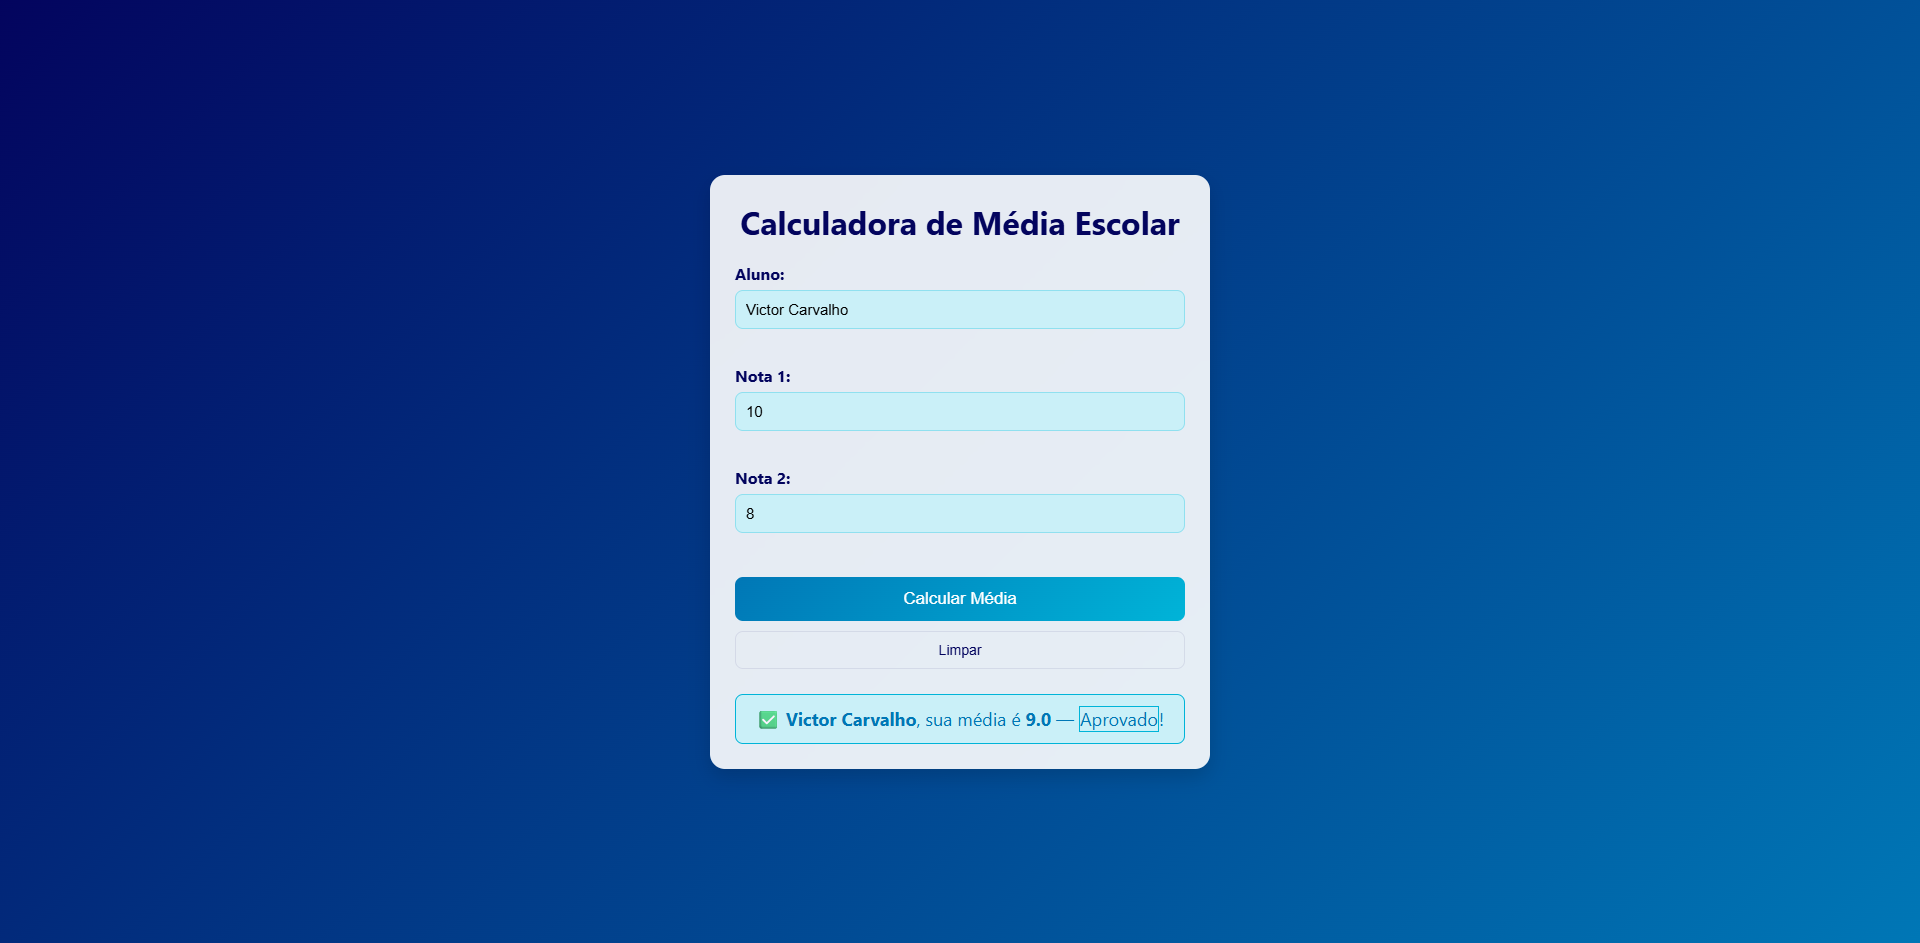 Calculadora de Média Escolar
Aluno:
Victor Carvalho
Nota 1:
10
Nota 2:
8
Calcular Média
Limpar
✅ Victor Carvalho, sua média é 9.0 — Aprovado!